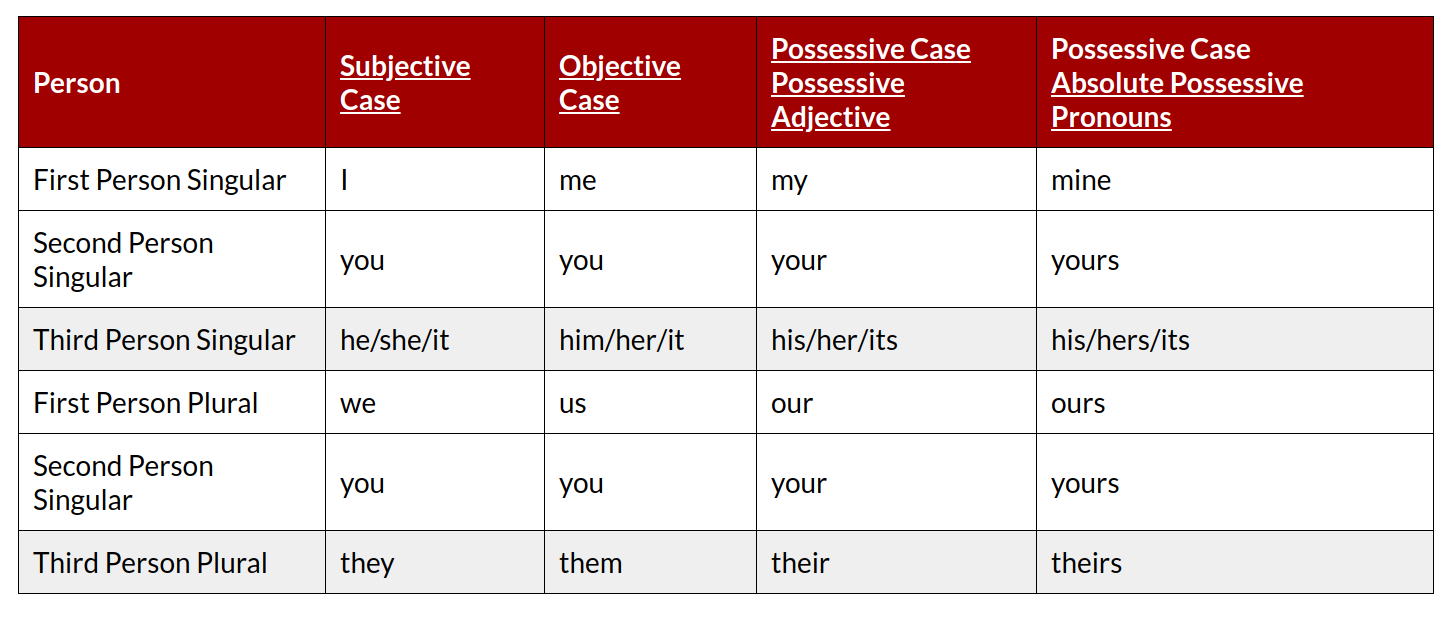 Person
Subjective
Case
Objective
Case
Possessive Case
Possessive
Adjective
Possessive Case
Absolute Possessive
Pronouns
First Person Singular
I
me
my
mine
Second Person
Singular
you
you
your
yours
Third Person Singular
he/she/it
him/her/it
his/her/its
his/hers/its
First Person Plural
we
us
our
ours
Second Person
Singular
you
you
your
yours
Third Person Plural
they
them
their
theirs